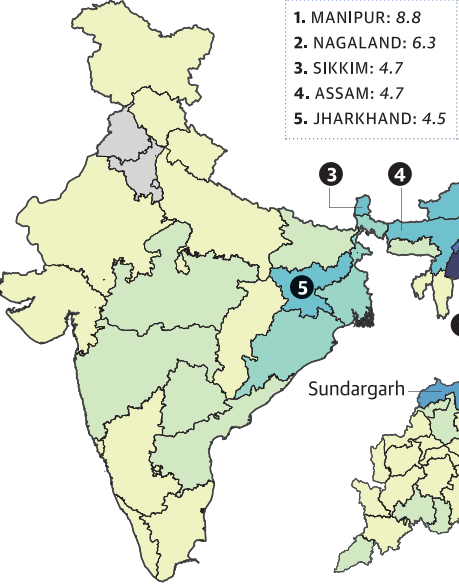 1. MANIPUR: 8.8
2. NAGALAND: 6.3
3. SIKKIM: 4.7
4. ASSAM: 4.7
5. JHARKHAND: 4.5
3 4
5
Sundargarh